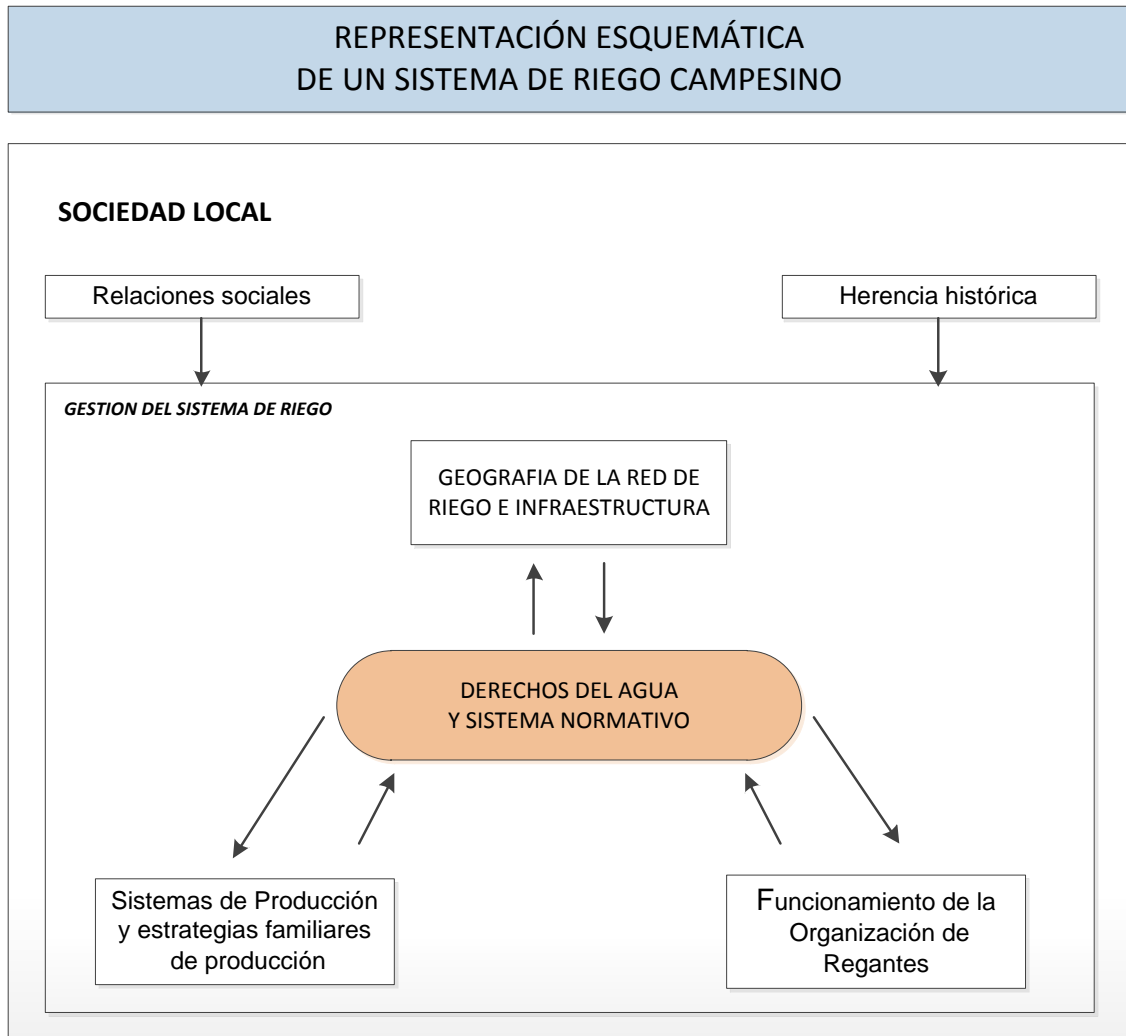 REPRESENTACIÓN ESQUEMÁTICA
DE UN SISTEMA DE RIEGO CAMPESINO
SOCIEDAD LOCAL
Relaciones sociales
Herencia histórica
GESTION DEL SISTEMA DE RIEGO
GEOGRAFIA DE LA RED DE
RIEGO E INFRAESTRUCTURA
DERECHOS DEL AGUA
Y SISTEMA NORMATIVO
Sistemas de Producción
y estrategias familiares
de producción
Funcionamiento de la
Organización de
Regantes